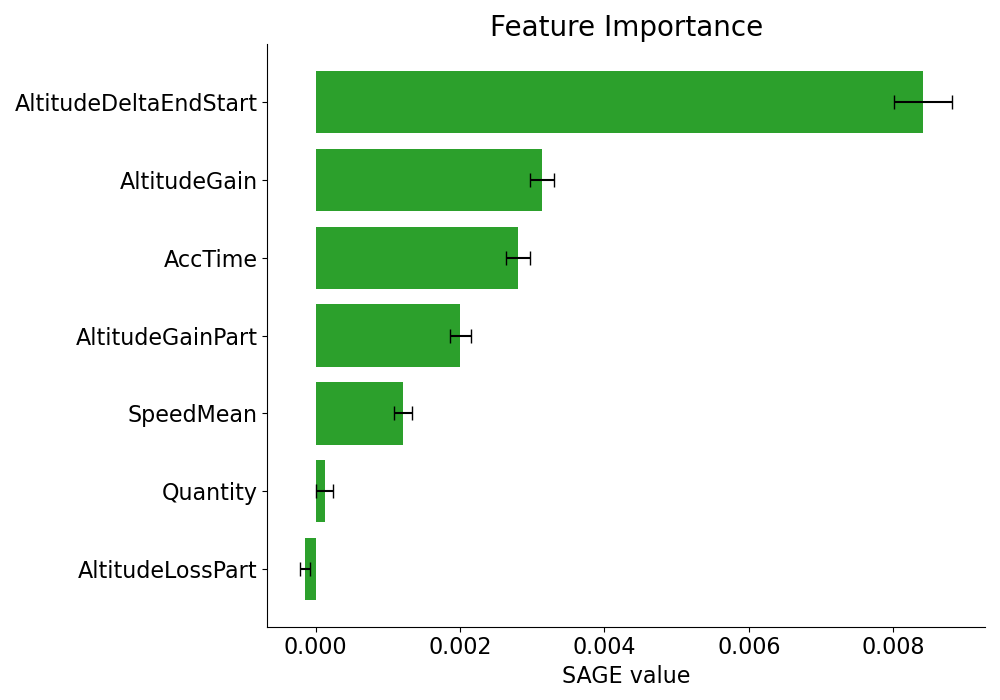 Feature Importance
AltitudeDeltaEndStart
AltitudeGain
AccTime
AltitudeGainPart
SpeedMean
Quantity
AltitudeLossPart
0.000 0.002 0.004 0.006 0.008
SAGE value